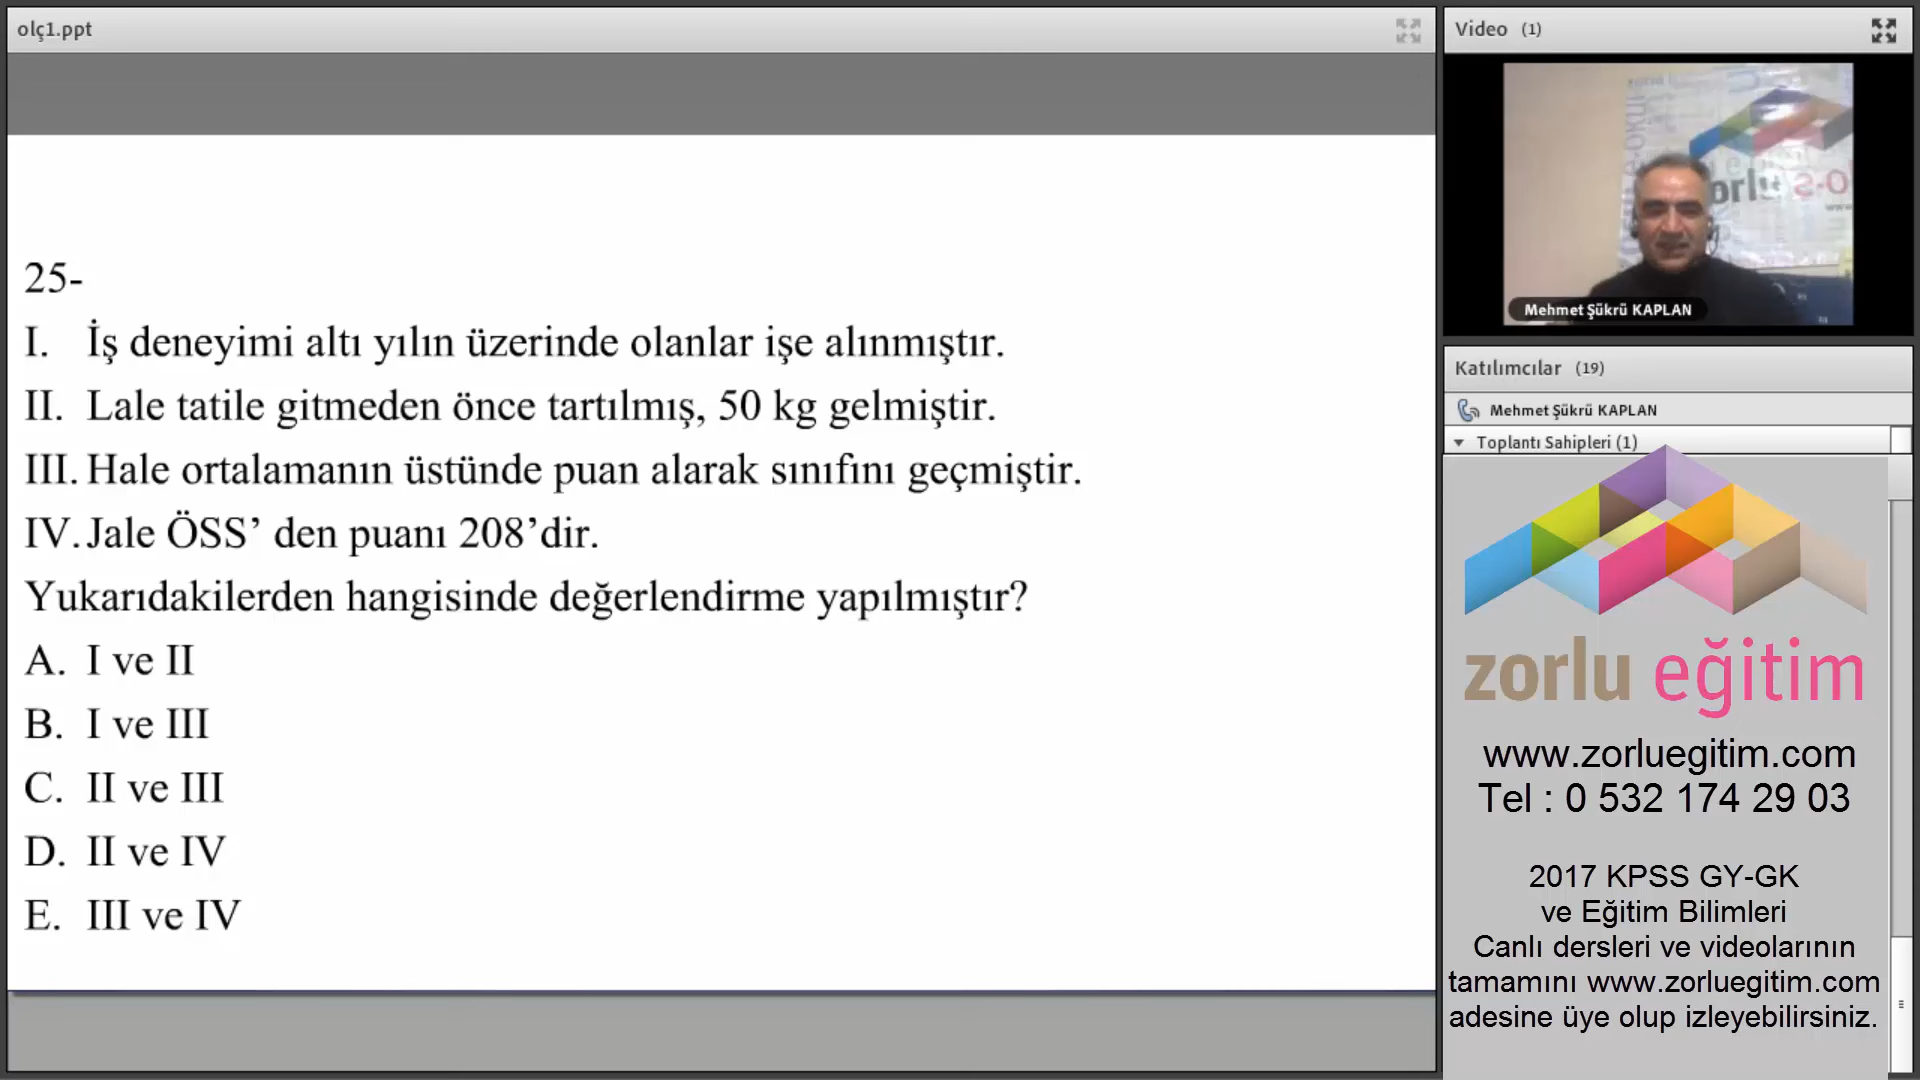 olç1.ppt
25-
I. İş deneyimi altı yılın üzerinde olanlar işe alınmıştır.
II. Lale tatile gitmeden önce tartılmış, 50 kg gelmiştir.
III. Hale ortalamanın üstünde puan alarak sınıfını geçmiştir.
IV. Jale ÖSS’ den puanı 208’dir.
Yukarıdakilerden hangisinde değerlendirme yapılmıştır?
A. I ve II
B. I ve III
C. II ve III
D. II ve IV
E. III ve IV
Video (1)
Mehmet Şükrü KAPLAN
Katılımcılar (19)
Mehmet Şükrü KAPLAN
Toplantı Sahipleri (1)
zorlu eğitim
www.zorluegitim.com
Tel : 0 532 174 29 03
2017 KPSS GY-GK
ve Eğitim Bilimleri
Canlı dersleri ve videolarının
tamamını www.zorluegitim.com
adesine üye olup izleyebilirsiniz.